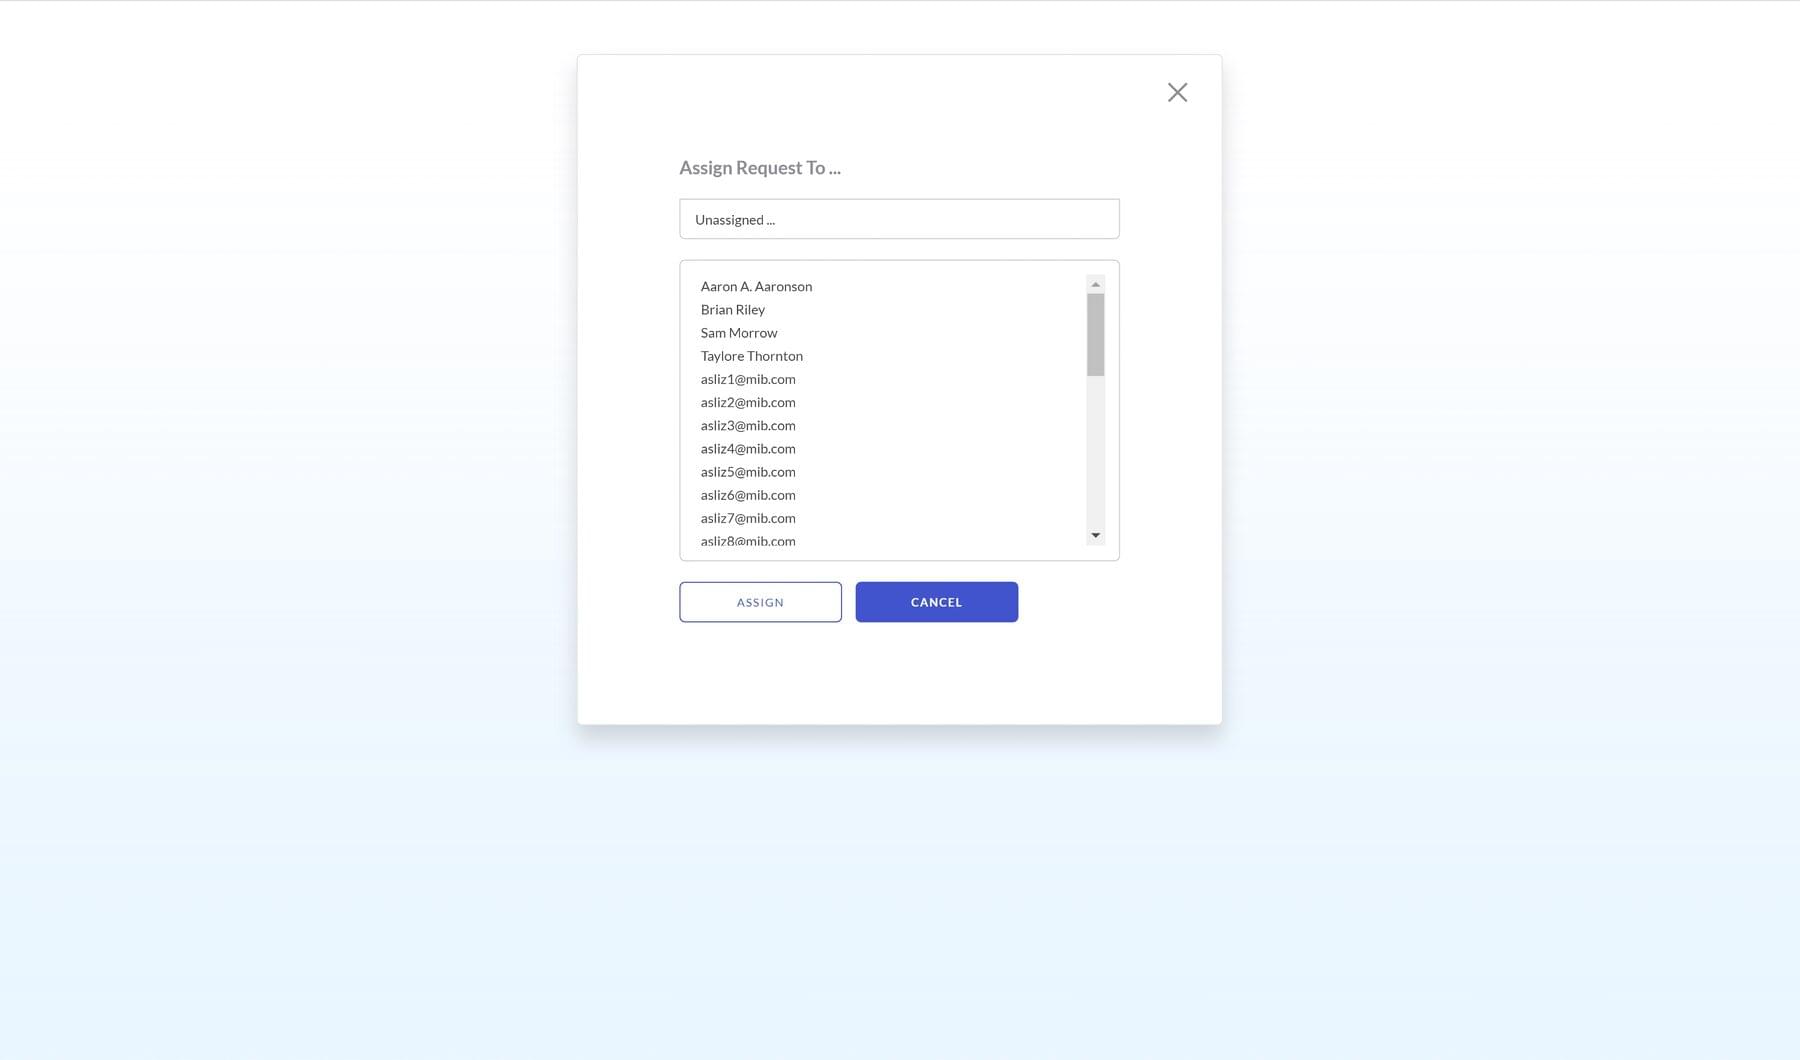 Assign Request To ...
Unassigned ...
Aaron A. Aaronson
Brian Riley
Sam Morrow
Taylore Thornton
asliz1@mib.com
asliz2@mib.com
asliz3@mib.com
asliz4@mib.com
asliz5@mib.com
asliz6@mib.com
asliz7@mib.com
asliz8@mib.com
ASSIGN CANCEL